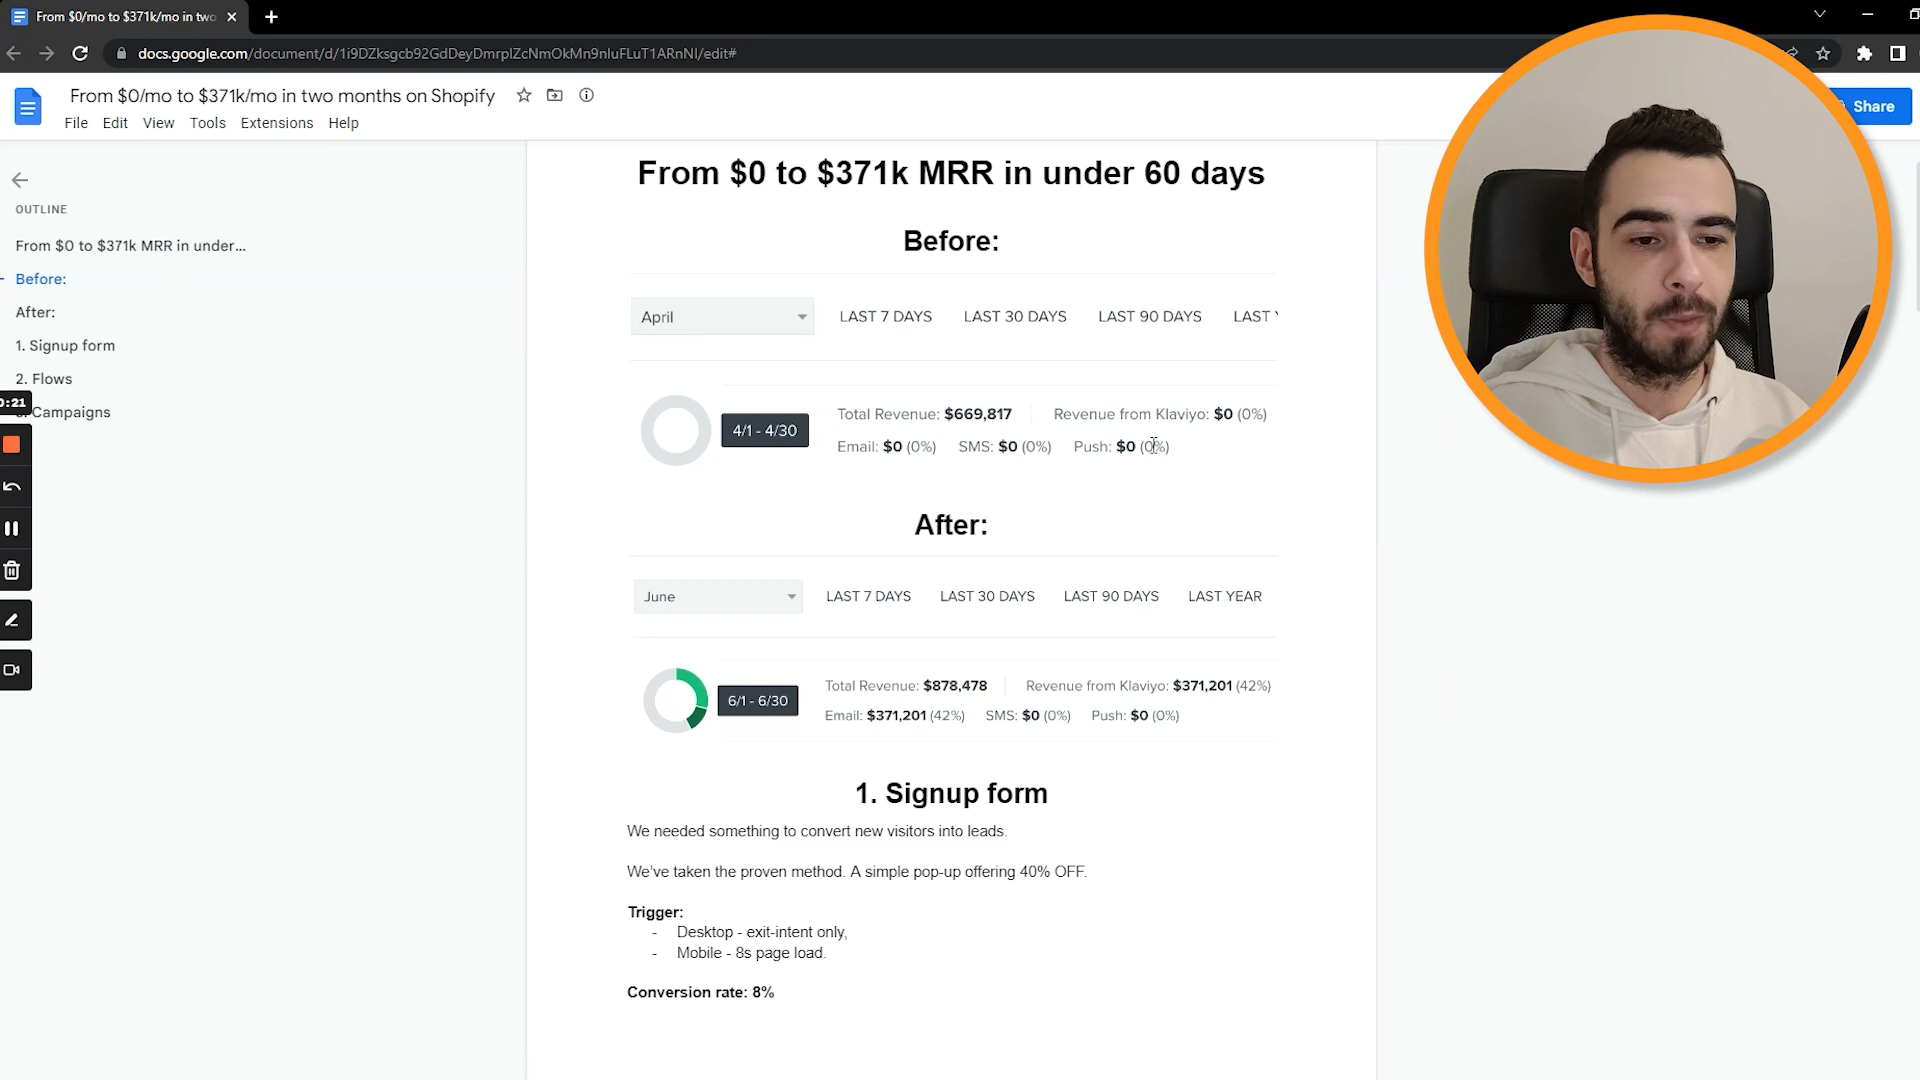 From $0/mo to $371k/mo in two
docs.google.com/document/d/1i9DZksgcb92GdDeyDmrpIZcNmOkMn9nIuFLuT1ARnNI/edit#
From $0/mo to $371k/mo in two months on Shopify
Share
File Edit View Tools Extensions Help
OUTLINE
From $0 to $371k MRR in under...
Before:
After:
1. Signup form
2. Flows
Campaigns
0:21
From $0 to $371k MRR in under 60 days
Before:
April LAST 7 DAYS LAST 30 DAYS LAST 90 DAYS LAST
4/1 - 4/30
Total Revenue: $669,817 Revenue from Klaviyo: $0 (0%)
Email: $0 (0%) SMS: $0 (0%) Push: $0 (0%)
After:
June LAST 7 DAYS LAST 30 DAYS LAST 90 DAYS LAST YEAR
6/1 - 6/30
Total Revenue: $878,478 Revenue from Klaviyo: $371,201 (42%)
Email: $371,201 (42%) SMS: $0 (0%) Push: $0 (0%)
1. Signup form
We needed something to convert new visitors into leads.
We've taken the proven method. A simple pop-up offering 40% OFF.
Trigger:
- Desktop - exit-intent only,
- Mobile - 8s page load.
Conversion rate: 8%